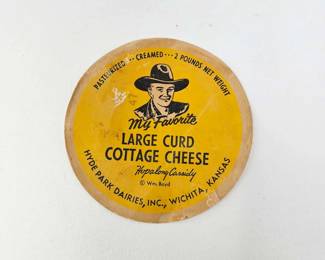 PASTEURIZED···CREAMED···2 POUNDS NET WEIGHT
My Favorite
LARGE CURD
COTTAGE CHEESE
Hopalong Cassidy
© Wm. Boyd
HYDE PARK DAIRIES, INC., WICHITA, KANSAS